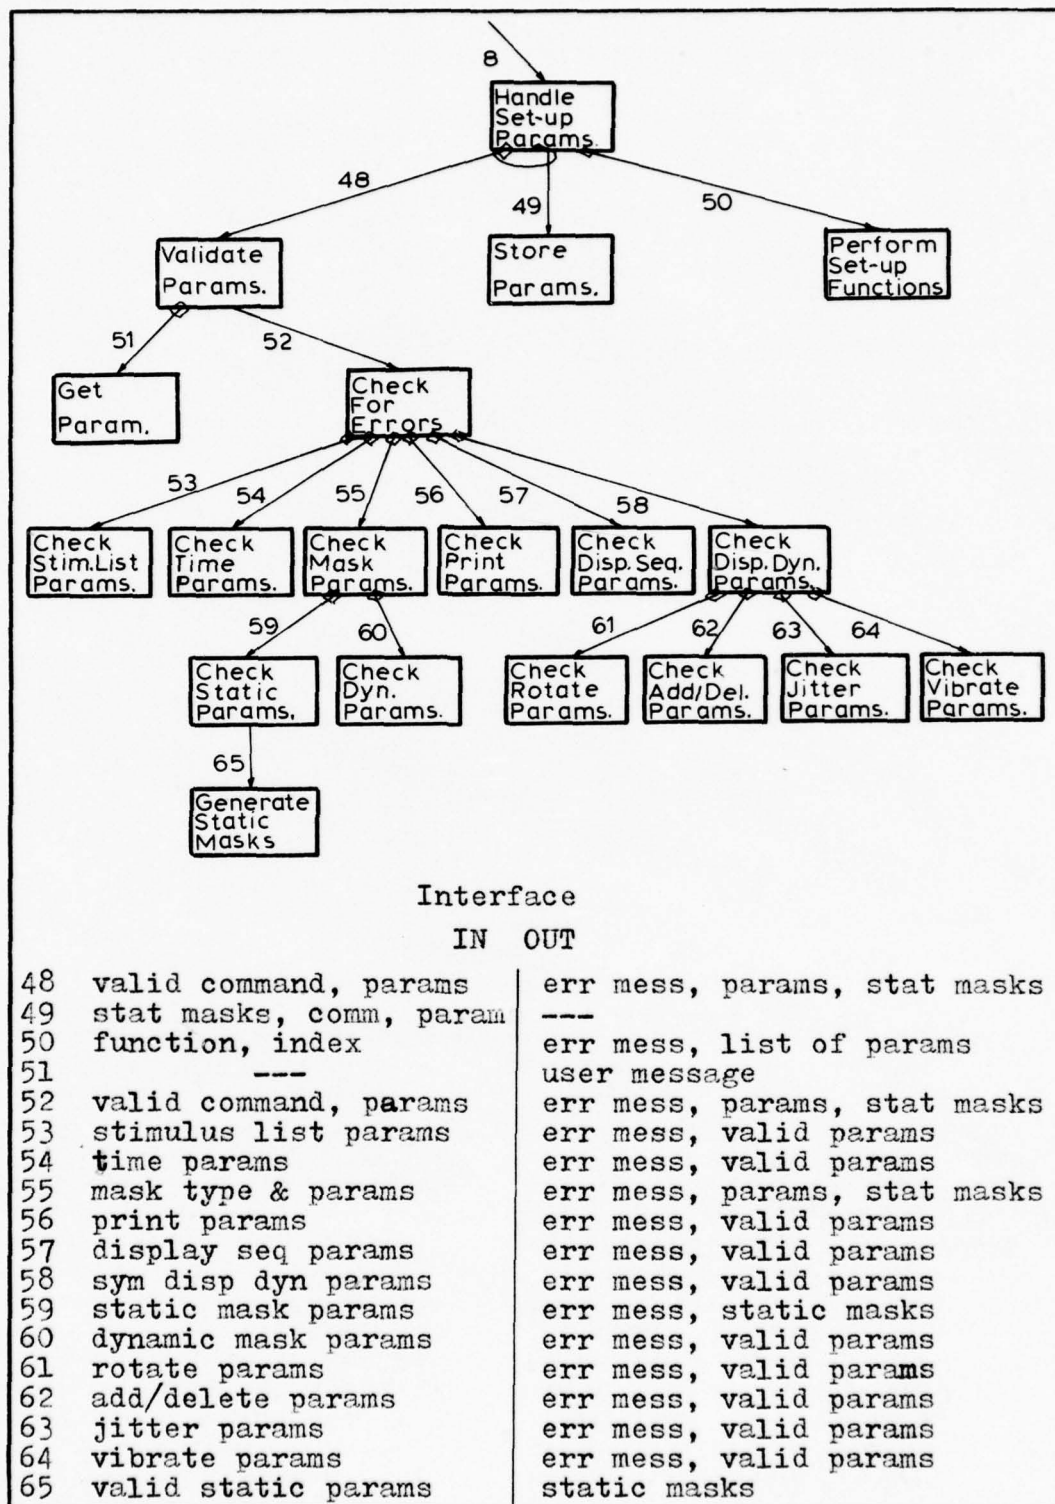 8
Handle
Set-up
Params.
48
49
50
Validate
Params.
Store
Params.
Perform
Set-up
Functions
51
52
Get
Param.
Check
For
Errors
53
54
55
56
57
58
Check
Stim.List
Params.
Check
Time
Params.
Check
Mask
Params.
Check
Print
Params.
Check
Disp. Seq.
Params.
Check
Disp. Dyn.
Params.
59
60
61
62
63
64
Check
Static
Params.
Check
Dyn.
Params.
Check
Rotate
Params.
Check
Add/Del.
Params.
Check
Jitter
Params.
Check
Vibrate
Params.
65
Generate
Static
Masks
Interface
IN OUT
48 valid command, params err mess, params, stat masks
49 stat masks, comm, param ---
50 function, index err mess, list of params
51 --- user message
52 valid command, params err mess, params, stat masks
53 stimulus list params err mess, valid params
54 time params err mess, valid params
55 mask type & params err mess, params, stat masks
56 print params err mess, valid params
57 display seq params err mess, valid params
58 sym disp dyn params err mess, valid params
59 static mask params err mess, static masks
60 dynamic mask params err mess, valid params
61 rotate params err mess, valid params
62 add/delete params err mess, valid params
63 jitter params err mess, valid params
64 vibrate params err mess, valid params
65 valid static params static masks